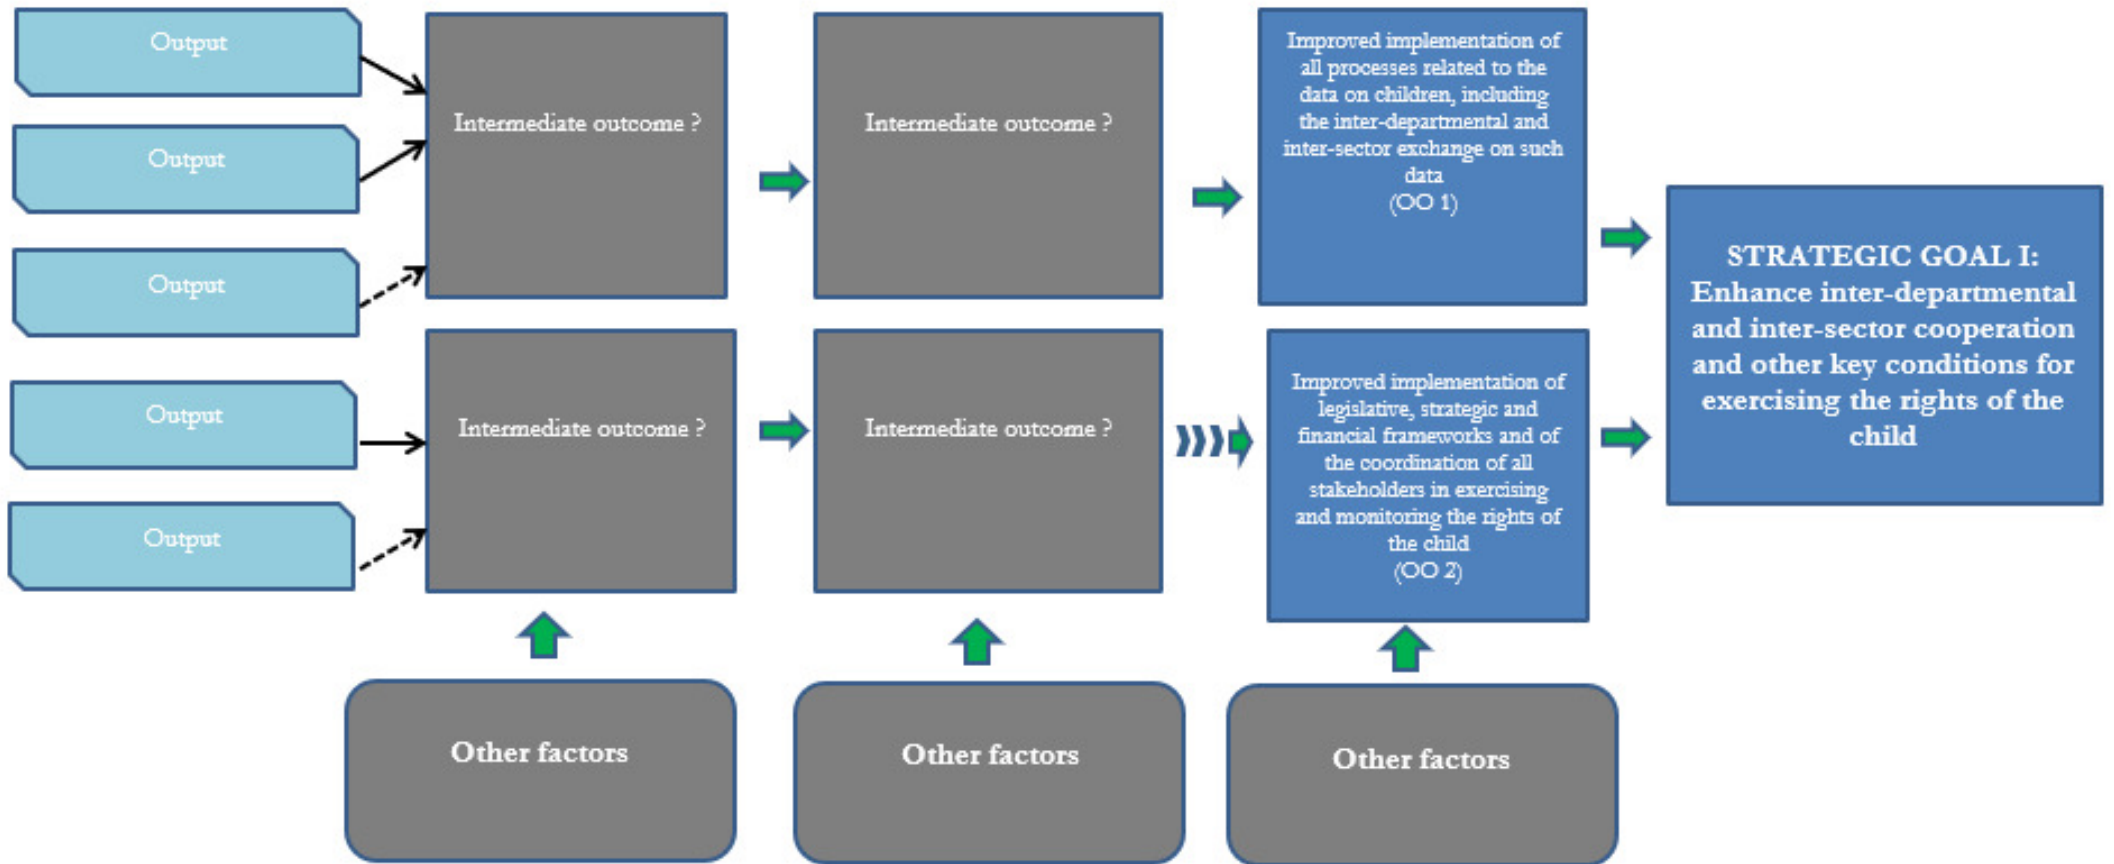 Output
Output
Output
Output
Output
Intermediate outcome ?
Intermediate outcome ?
Improved implementation of
all processes related to the
data on children, including
the inter-departmental and
inter-sector exchange on such
data
(OO 1)
Intermediate outcome ?
Intermediate outcome ?
Improved implementation of
legislative, strategic and
financial frameworks and of
the coordination of all
stakeholders in exercising
and monitoring the rights of
the child
(OO 2)
STRATEGIC GOAL I:
Enhance inter-departmental
and inter-sector cooperation
and other key conditions for
exercising the rights of the
child
Other factors
Other factors
Other factors